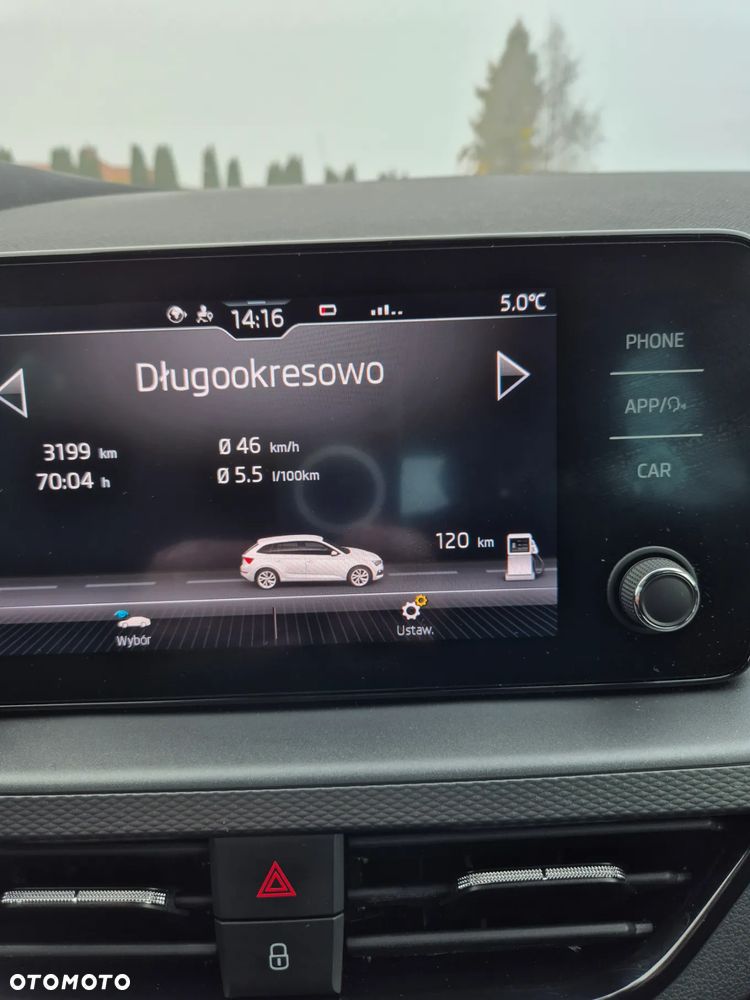 14:16
5.0°C
Długookresowo
3199 km
70:04 h
Ø 46 km/h
Ø 5.5 l/100km
120 km
Wybór
Ustaw.
PHONE
APP/
CAR
OTOMOTO